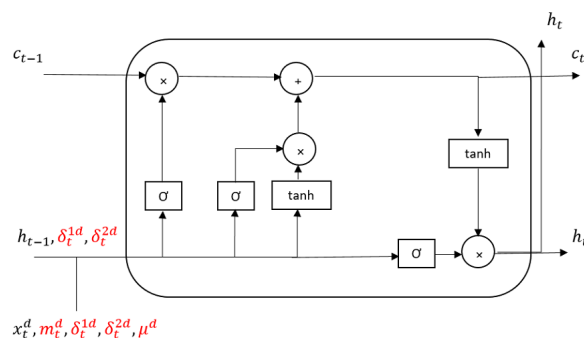 h_t
c_{t-1}
c_t
×
+
×
tanh
σ
σ
tanh
h_{t-1}, δ_t^{1d}, δ_t^{2d}
σ
×
h_t
x_t^d, m_t^d, δ_t^{1d}, δ_t^{2d}, μ^d